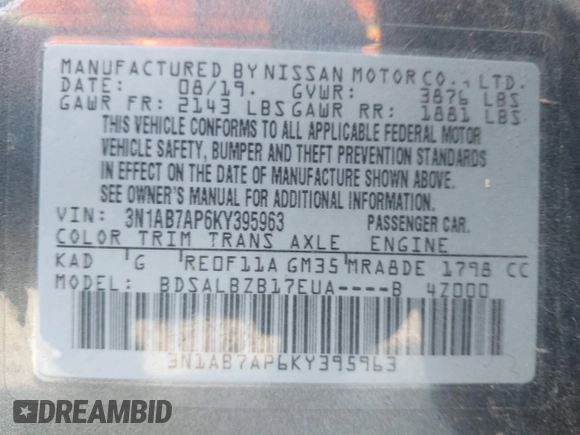 MANUFACTURED BY NISSAN MOTOR CO., LTD.
DATE: 08/19. GVWR: 3876 LBS
GAWR FR: 2143 LBS GAWR RR: 1881 LBS
THIS VEHICLE CONFORMS TO ALL APPLICABLE FEDERAL MOTOR
VEHICLE SAFETY, BUMPER AND THEFT PREVENTION STANDARDS
IN EFFECT ON THE DATE OF MANUFACTURE SHOWN ABOVE.
SEE OWNER'S MANUAL FOR ADDITIONAL INFORMATION.
VIN: 3N1AB7AP6KY395963 PASSENGER CAR.
COLOR TRIM TRANS AXLE ENGINE
KAD G RE0F11A GM35 MRA8DE 1798 CC
MODEL: BDSALBZB17EUA----B 4Z000
3N1AB7AP6KY395963
DREAMBID